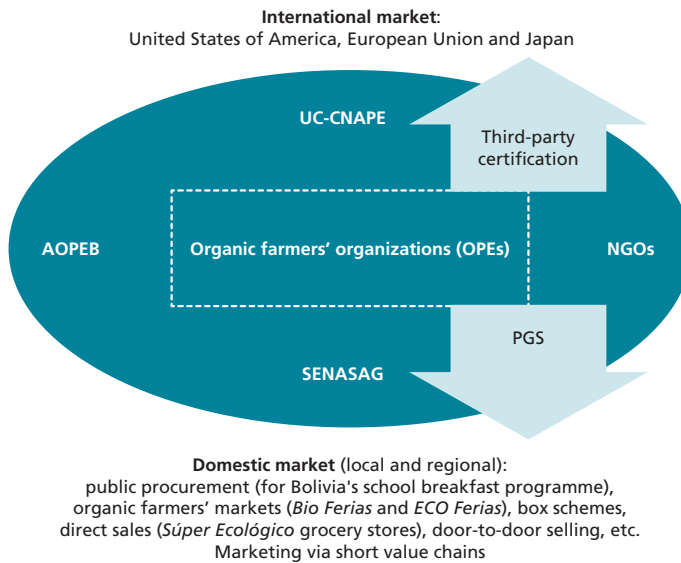 International market:
United States of America, European Union and Japan
UC-CNAPE
Third-party
certification
AOPEB
Organic farmers’ organizations (OPEs)
NGOs
PGS
SENASAG
Domestic market (local and regional):
public procurement (for Bolivia's school breakfast programme),
organic farmers’ markets (Bio Ferias and ECO Ferias), box schemes,
direct sales (Súper Ecológico grocery stores), door-to-door selling, etc.
Marketing via short value chains